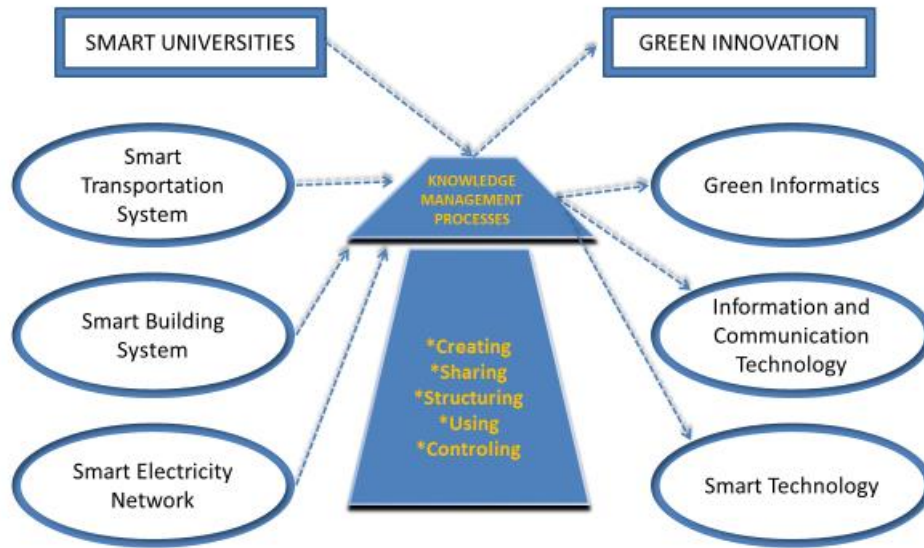 SMART UNIVERSITIES
GREEN INNOVATION
Smart
Transportation
System
KNOWLEDGE
MANAGEMENT
PROCESSES
Green Informatics
Smart Building
System
Information and
Communication
Technology
*Creating
*Sharing
*Structuring
*Using
*Controling
Smart Electricity
Network
Smart Technology